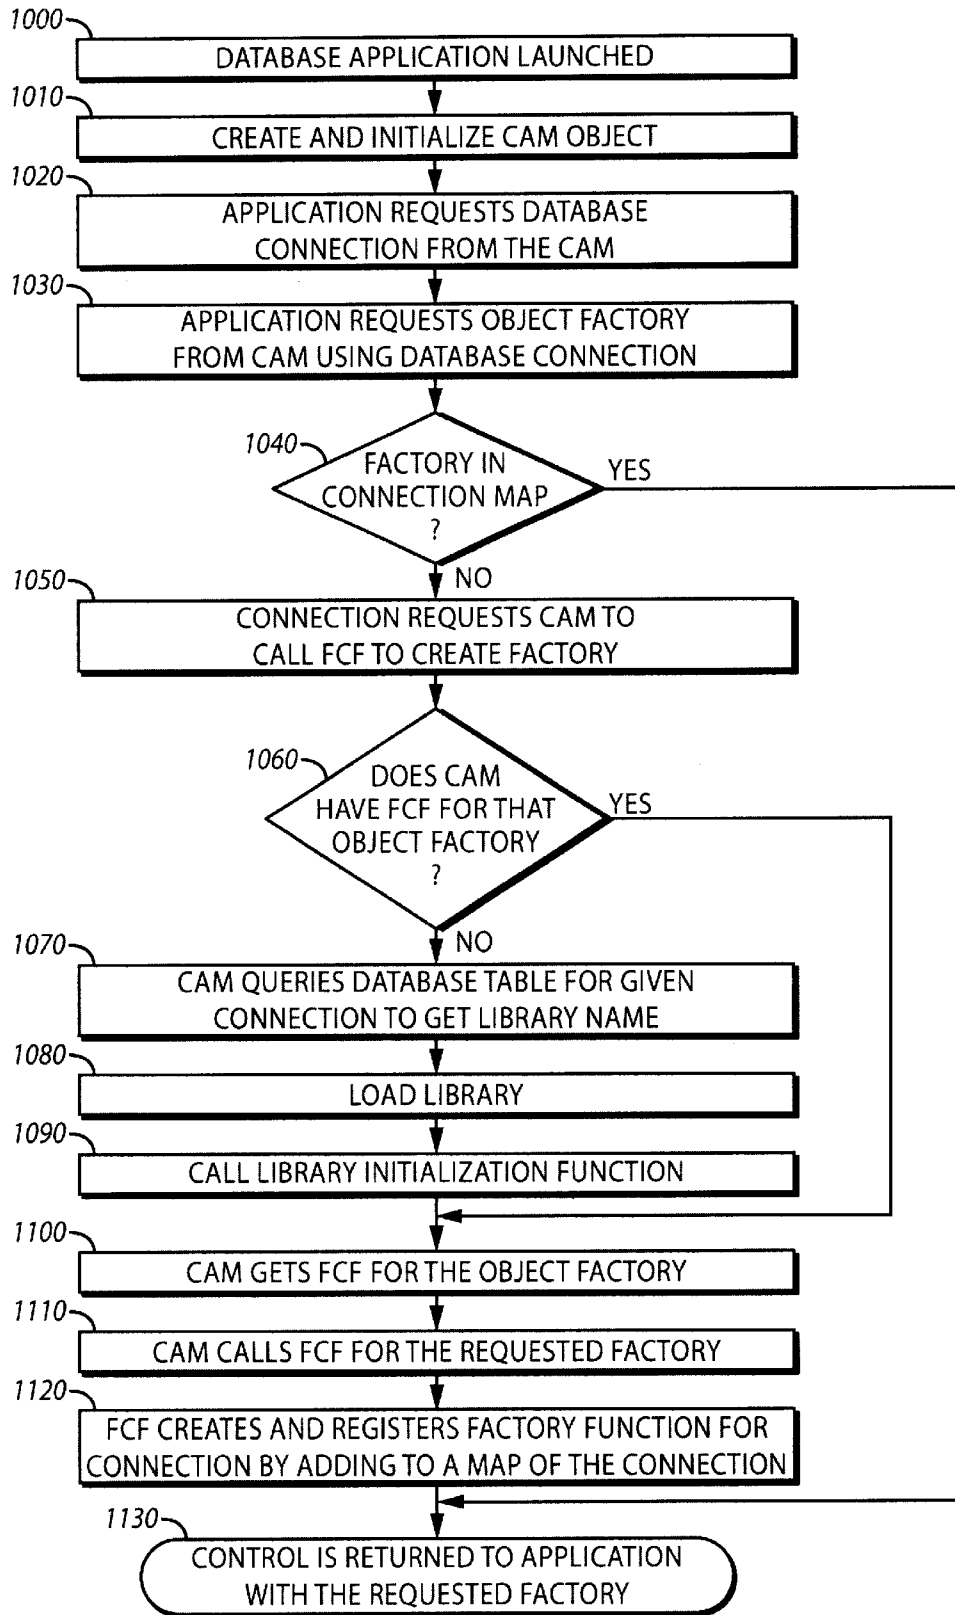 1000
DATABASE APPLICATION LAUNCHED
1010
CREATE AND INITIALIZE CAM OBJECT
1020
APPLICATION REQUESTS DATABASE
CONNECTION FROM THE CAM
1030
APPLICATION REQUESTS OBJECT FACTORY
FROM CAM USING DATABASE CONNECTION
1040
FACTORY IN
CONNECTION MAP
?
YES
NO
1050
CONNECTION REQUESTS CAM TO
CALL FCF TO CREATE FACTORY
1060
DOES CAM
HAVE FCF FOR THAT
OBJECT FACTORY
?
YES
NO
1070
CAM QUERIES DATABASE TABLE FOR GIVEN
CONNECTION TO GET LIBRARY NAME
1080
LOAD LIBRARY
1090
CALL LIBRARY INITIALIZATION FUNCTION
1100
CAM GETS FCF FOR THE OBJECT FACTORY
1110
CAM CALLS FCF FOR THE REQUESTED FACTORY
1120
FCF CREATES AND REGISTERS FACTORY FUNCTION FOR
CONNECTION BY ADDING TO A MAP OF THE CONNECTION
1130
CONTROL IS RETURNED TO APPLICATION
WITH THE REQUESTED FACTORY